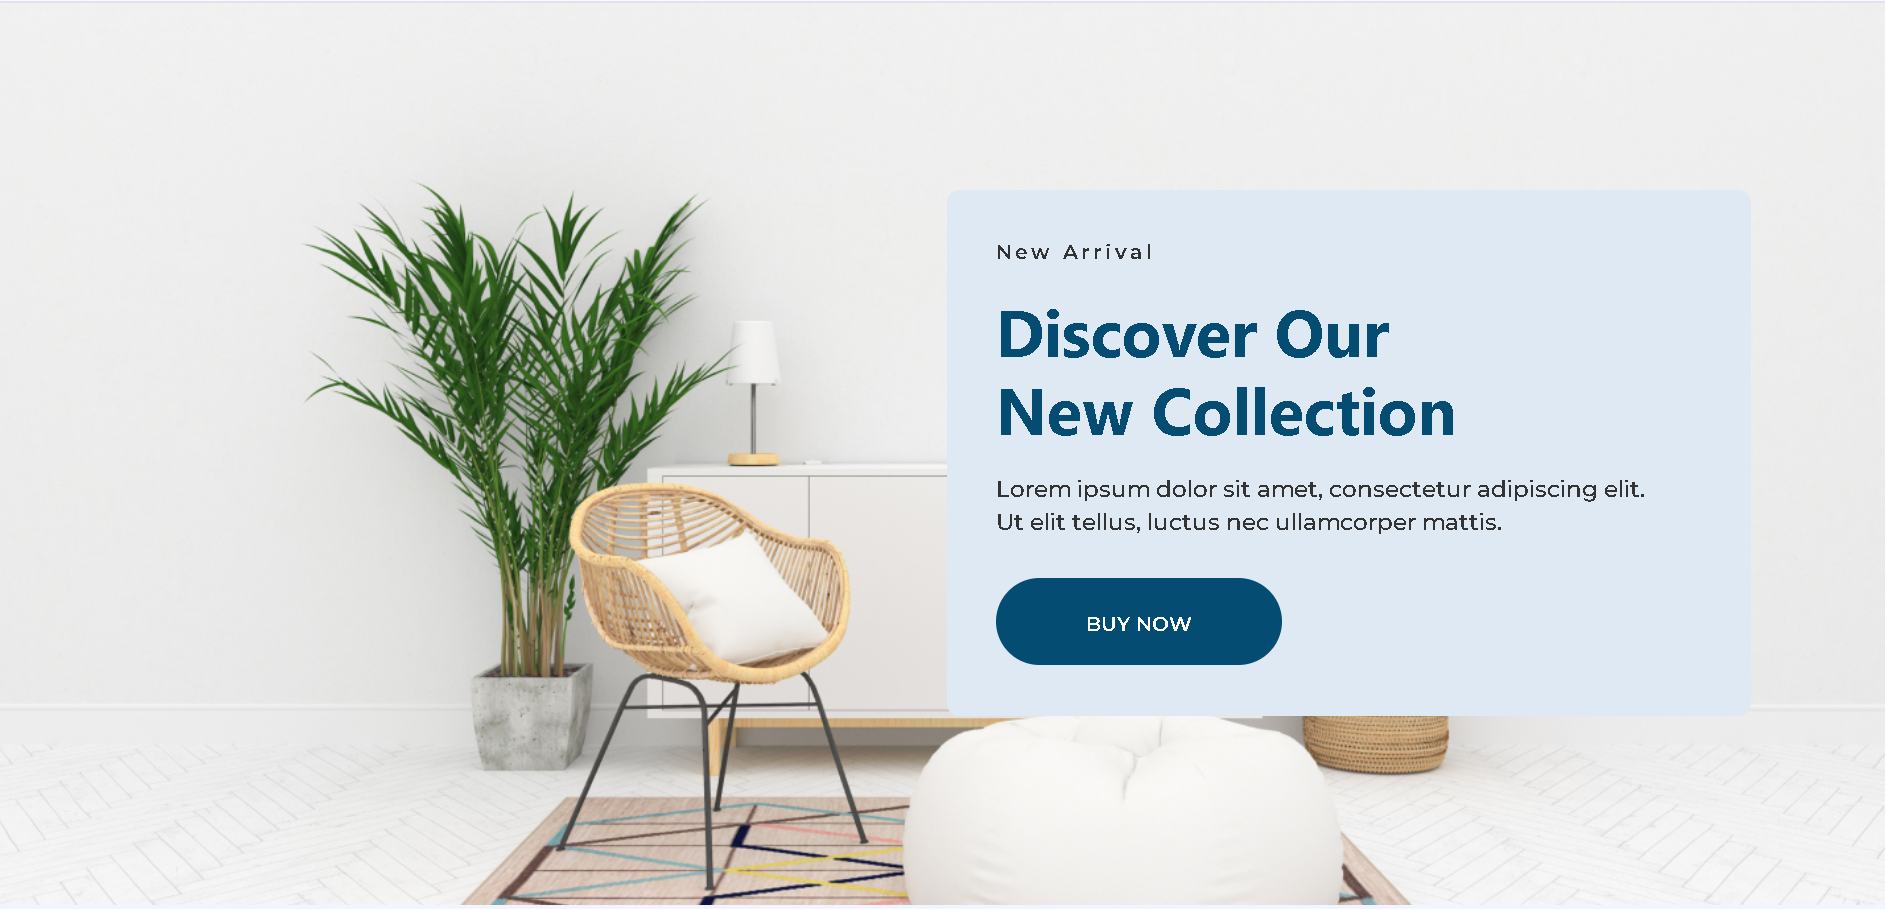 New Arrival
Discover Our
New Collection
Lorem ipsum dolor sit amet, consectetur adipiscing elit.
Ut elit tellus, luctus nec ullamcorper mattis.
BUY NOW